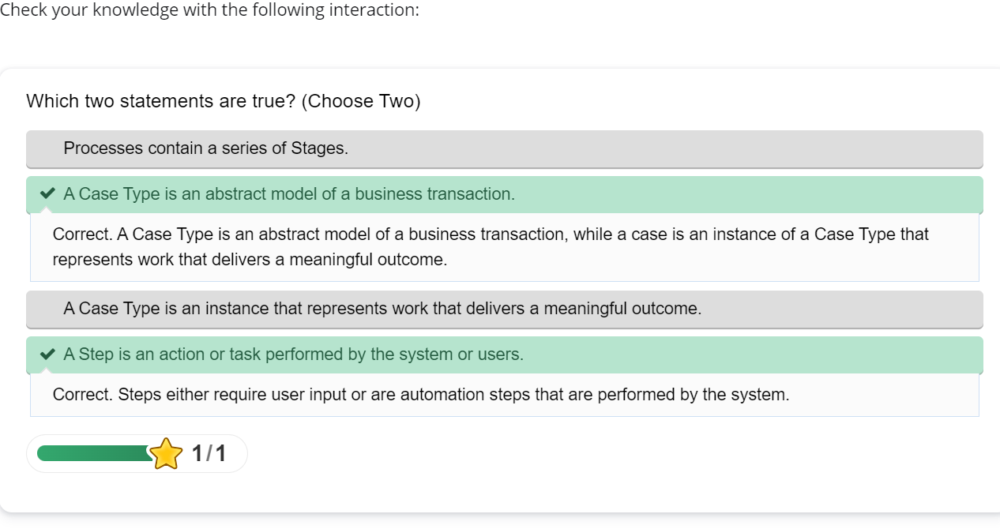 Check your knowledge with the following interaction:
Which two statements are true? (Choose Two)
Processes contain a series of Stages.
A Case Type is an abstract model of a business transaction.
Correct. A Case Type is an abstract model of a business transaction, while a case is an instance of a Case Type that
represents work that delivers a meaningful outcome.
A Case Type is an instance that represents work that delivers a meaningful outcome.
A Step is an action or task performed by the system or users.
Correct. Steps either require user input or are automation steps that are performed by the system.
1/1